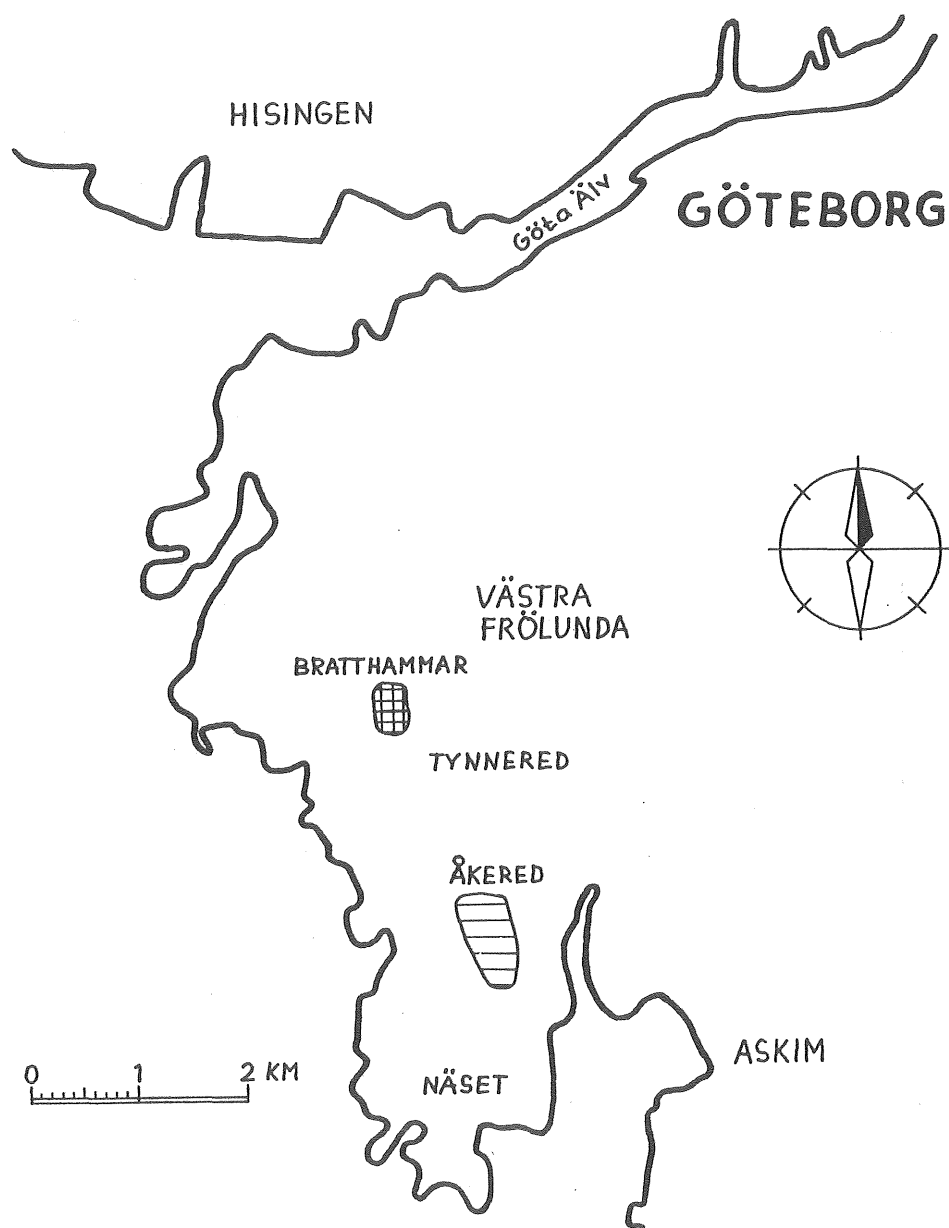 HISINGEN
Göta Älv
GÖTEBORG
VÄSTRA
FRÖLUNDA
BRATTHAMMAR
TYNNERED
ÅKERED
ASKIM
0 1 2 KM
NÄSET